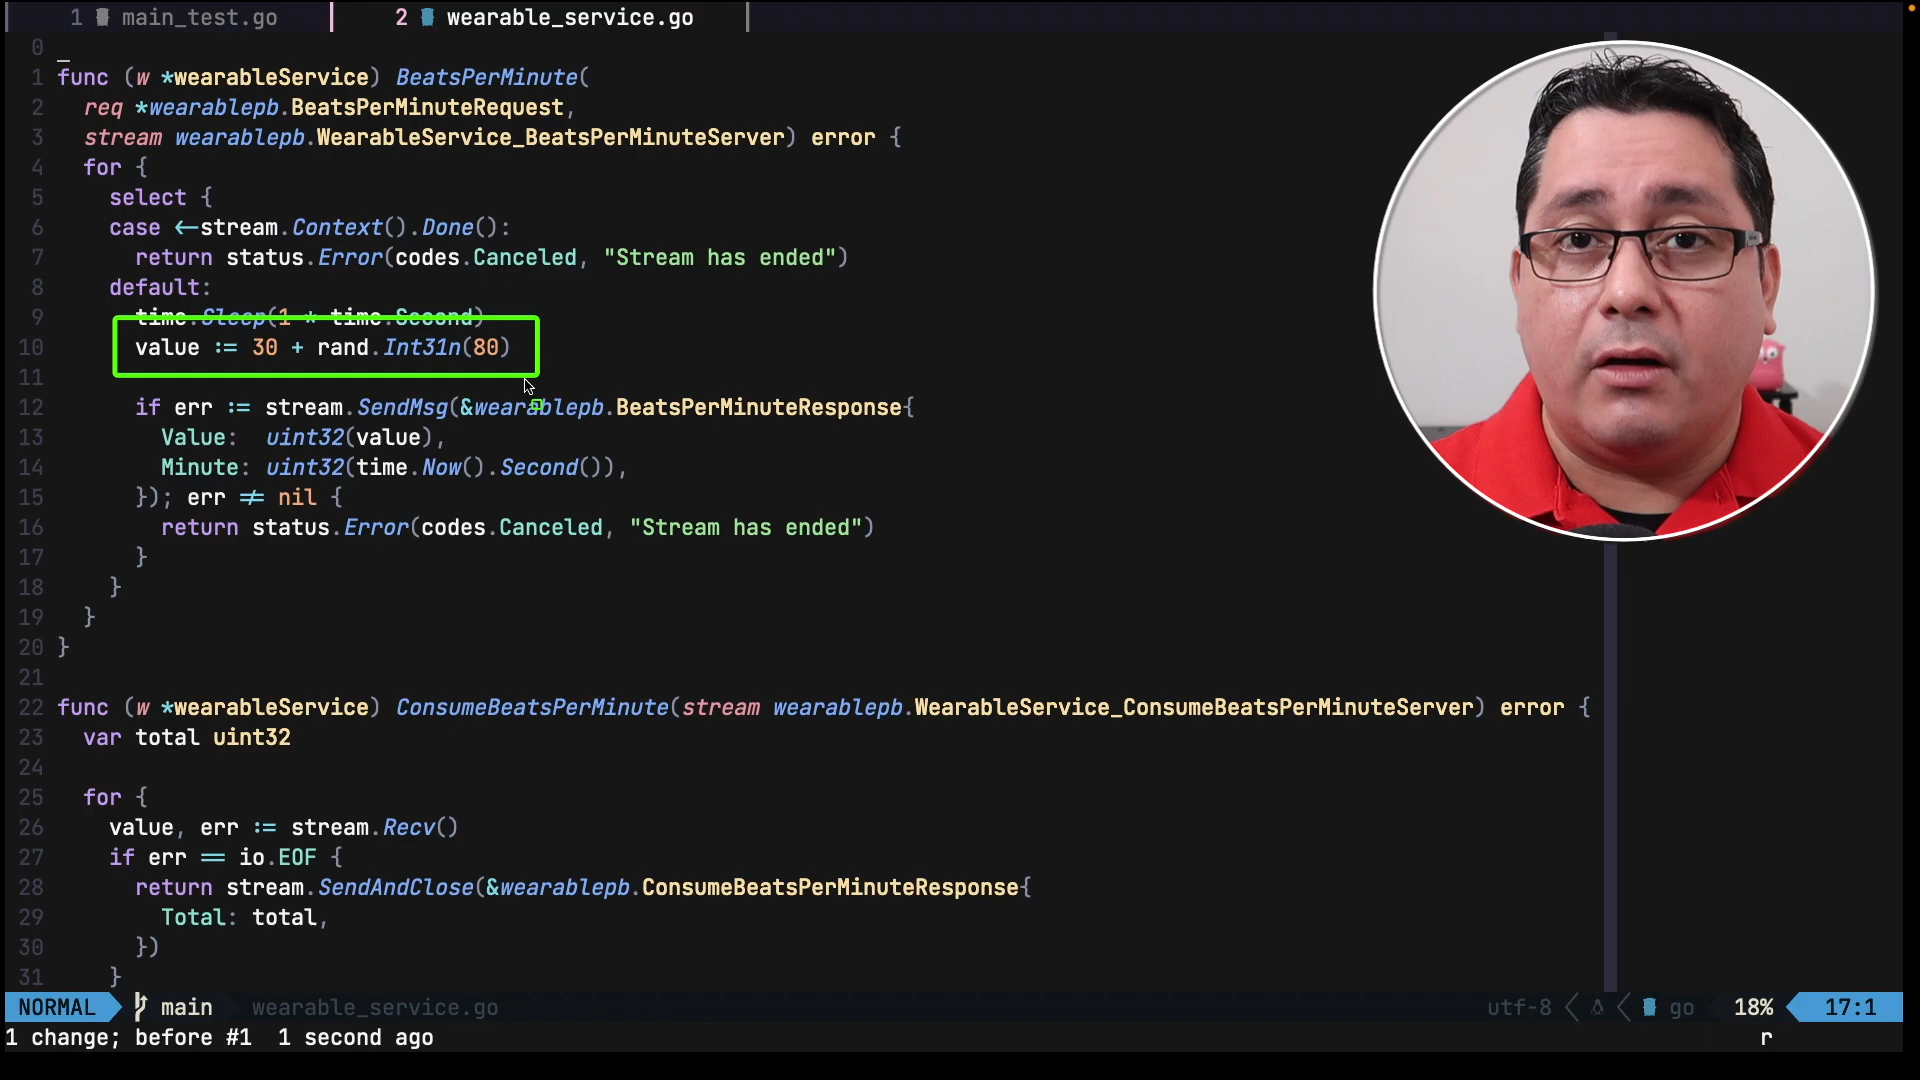 1 main_test.go 2 wearable_service.go
0
1 func (w *wearableService) BeatsPerMinute(
2 req *wearablepb.BeatsPerMinuteRequest,
3 stream wearablepb.WearableService_BeatsPerMinuteServer) error {
4 for {
5 select {
6 case <-stream.Context().Done():
7 return status.Error(codes.Canceled, "Stream has ended")
8 default:
9 time.Sleep(1 * time.Second)
10 value := 30 + rand.Int31n(80)
11
12 if err := stream.SendMsg(&wearablepb.BeatsPerMinuteResponse{
13 Value: uint32(value),
14 Minute: uint32(time.Now().Second()),
15 }); err != nil {
16 return status.Error(codes.Canceled, "Stream has ended")
17 }
18 }
19 }
20 }
21
22 func (w *wearableService) ConsumeBeatsPerMinute(stream wearablepb.WearableService_ConsumeBeatsPerMinuteServer) error {
23 var total uint32
24
25 for {
26 value, err := stream.Recv()
27 if err == io.EOF {
28 return stream.SendAndClose(&wearablepb.ConsumeBeatsPerMinuteResponse{
29 Total: total,
30 })
31 }
NORMAL main wearable_service.go utf-8 go 18% 17:1
1 change; before #1 1 second ago r